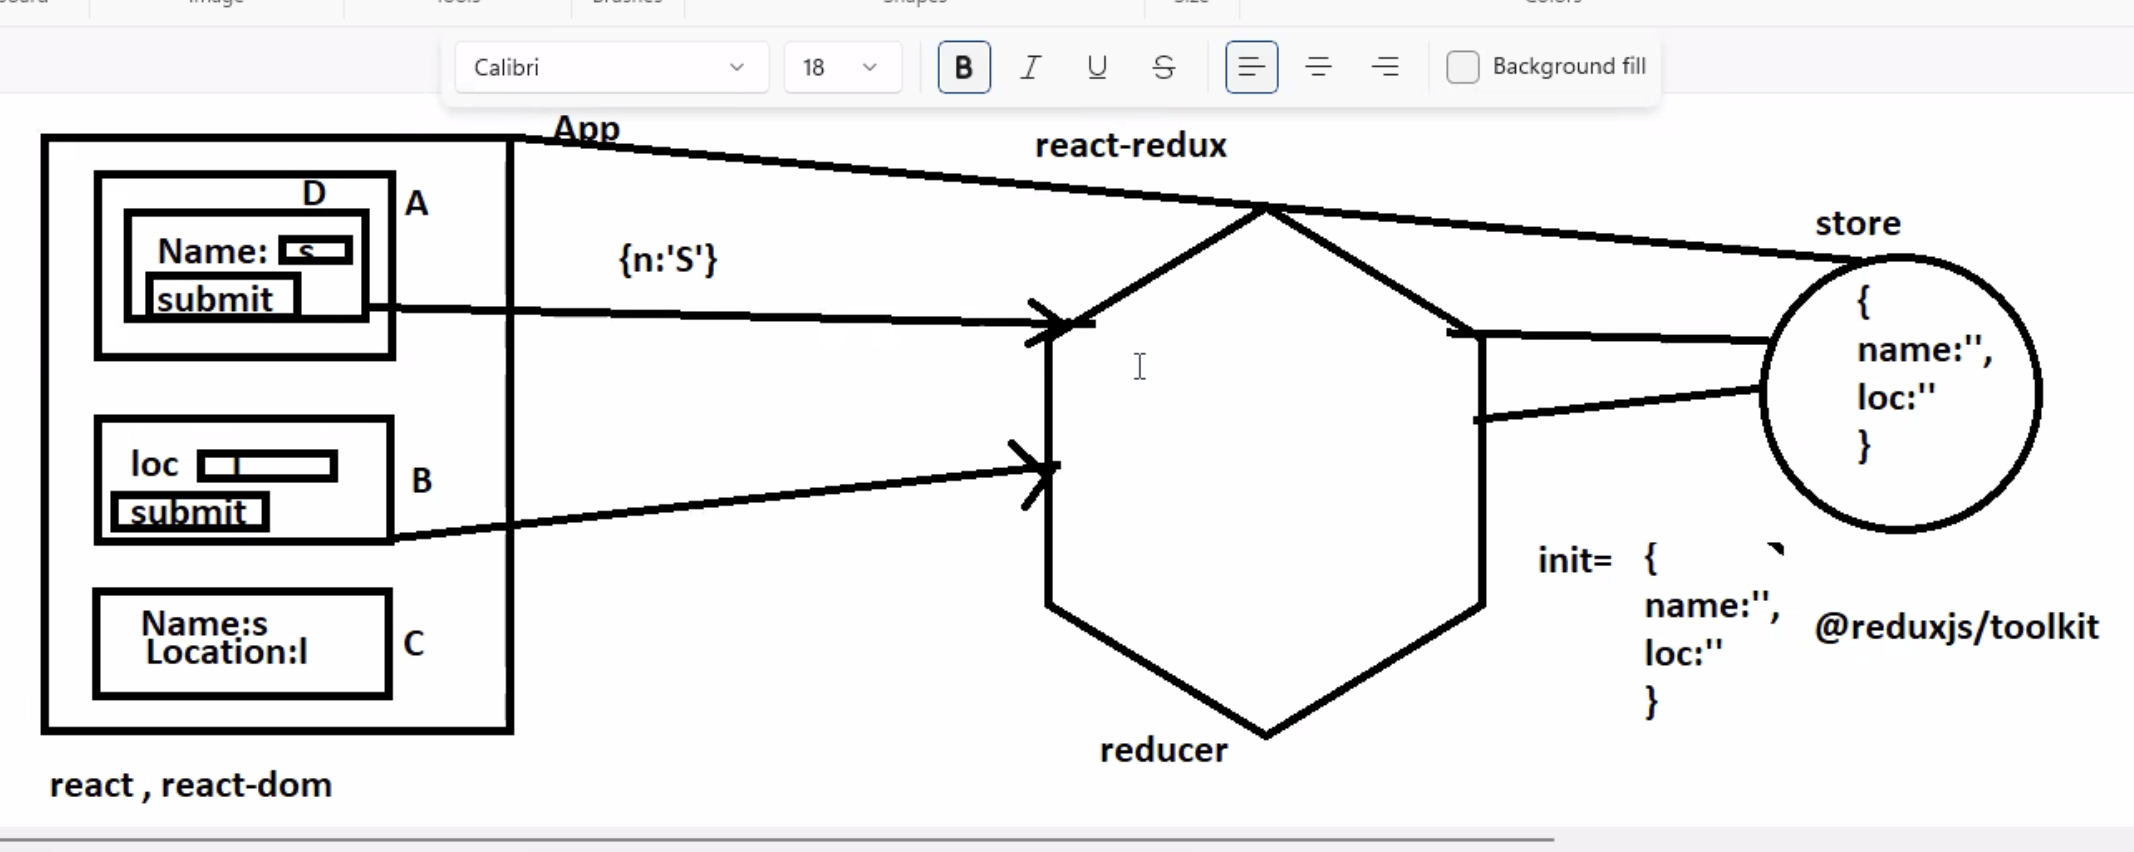 Calibri
18
B
I
U
S
Background fill
App
react-redux
D
A
Name: s
submit
{n:'S'}
store
{
name:'',
loc:''
}
loc l
submit
B
Name:s
Location:l
C
init= {
name:'',
loc:''
}
@reduxjs/toolkit
reducer
react , react-dom